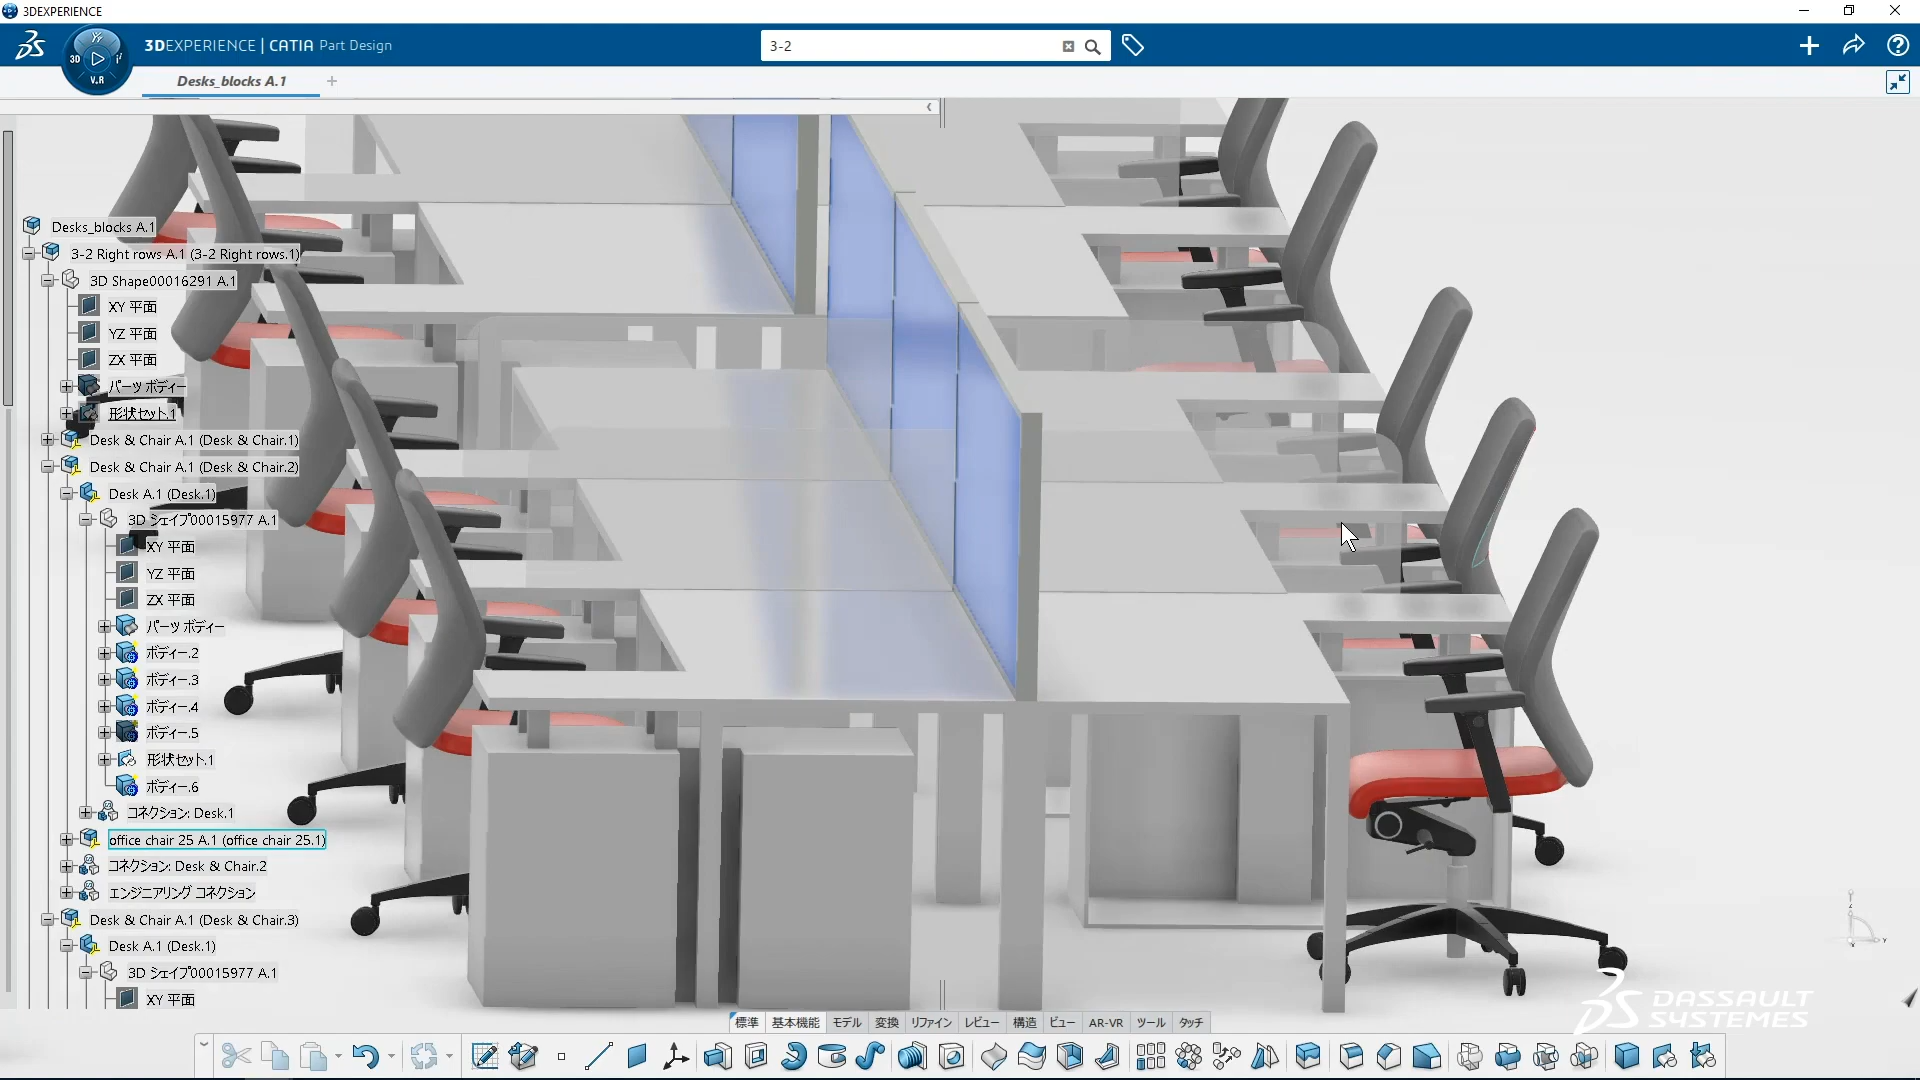 3DEXPERIENCE
3DEXPERIENCE | CATIA Part Design
3-2
3D
V.R
Desks_blocks A.1
Desks_blocks A.1
3-2 Right rows A.1 (3-2 Right rows.1)
3D Shape00016291 A.1
XY 平面
YZ 平面
ZX 平面
パーツ ボディー
形状セット.1
Desk & Chair A.1 (Desk & Chair.1)
Desk & Chair A.1 (Desk & Chair.2)
Desk A.1 (Desk.1)
3D シェイプ00015977 A.1
XY 平面
YZ 平面
ZX 平面
パーツ ボディー
ボディー.2
ボディー.3
ボディー.4
ボディー.5
形状セット.1
ボディー.6
コネクション: Desk.1
office chair 25 A.1 (office chair 25.1)
コネクション: Desk & Chair.2
エンジニアリング コネクション
Desk & Chair A.1 (Desk & Chair.3)
Desk A.1 (Desk.1)
3D シェイプ00015977 A.1
XY 平面
DASSAULT
SYSTEMES
標準 基本機能 モデル 変換 リファイン レビュー 構造 ビュー AR-VR ツール タッチ